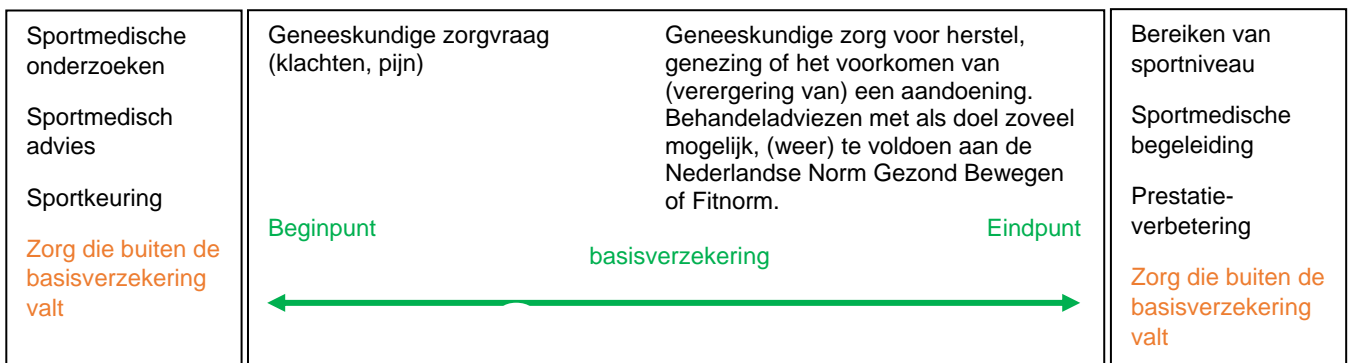 Sportmedische
onderzoeken
Sportmedisch
advies
Sportkeuring
Zorg die buiten de
basisverzekering
valt
Geneeskundige zorgvraag
(klachten, pijn)
Geneeskundige zorg voor herstel,
genezing of het voorkomen van
(verergering van) een aandoening.
Behandeladviezen met als doel zoveel
mogelijk, (weer) te voldoen aan de
Nederlandse Norm Gezond Bewegen
of Fitnorm.
Beginpunt
Eindpunt
basisverzekering
Bereiken van
sportniveau
Sportmedische
begeleiding
Prestatie-
verbetering
Zorg die buiten de
basisverzekering
valt